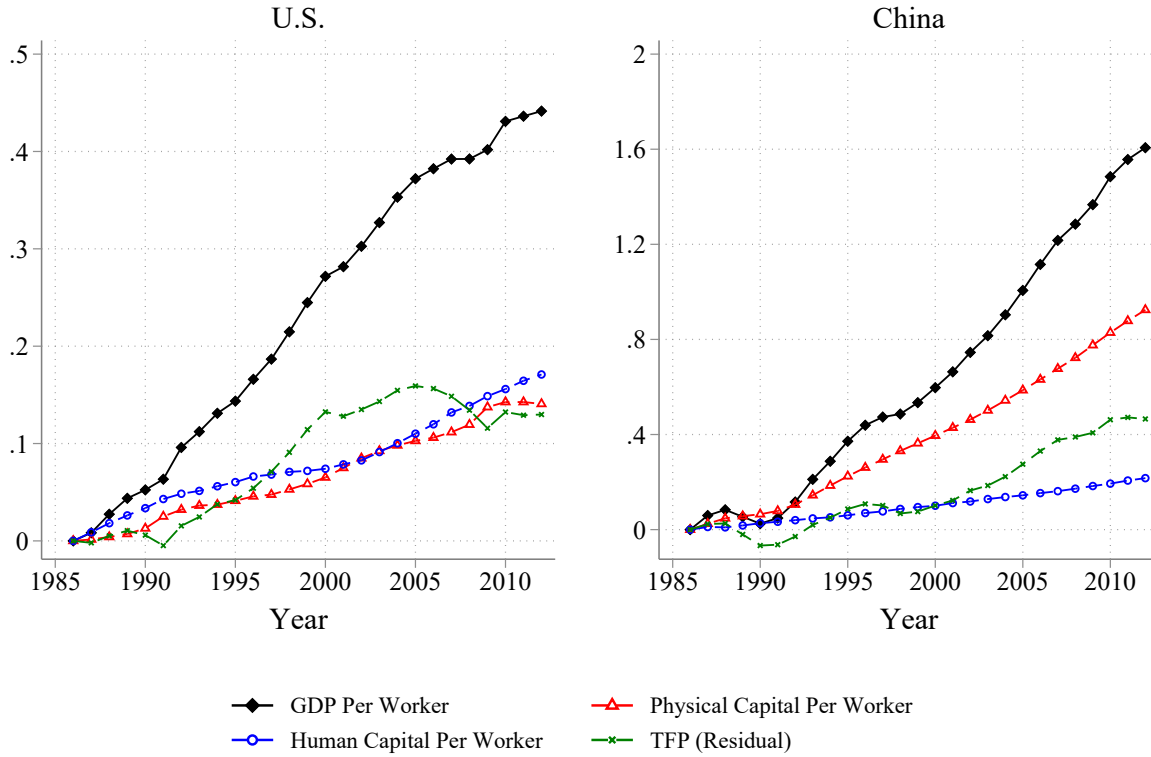 U.S.
China
.5
.4
.3
.2
.1
0
1985 1990 1995 2000 2005 2010
Year
2
1.6
1.2
.8
.4
0
1985 1990 1995 2000 2005 2010
Year
GDP Per Worker
Physical Capital Per Worker
Human Capital Per Worker
TFP (Residual)